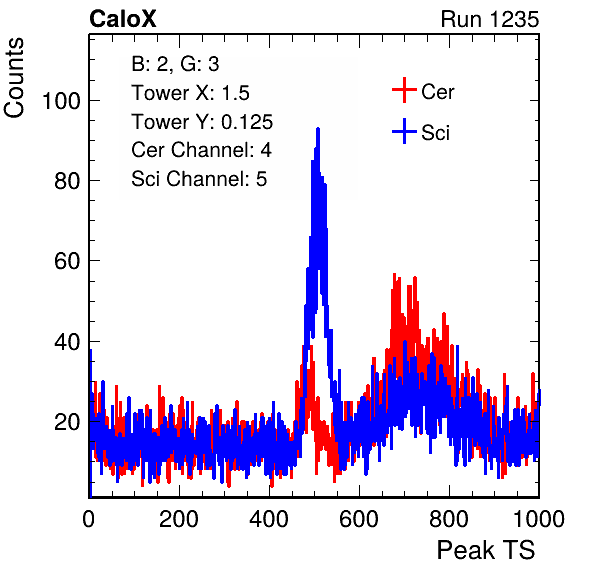 CaloX Run 1235
Counts
B: 2, G: 3
Tower X: 1.5
Tower Y: 0.125
Cer Channel: 4
Sci Channel: 5
Cer
Sci
100
80
60
40
20
0 200 400 600 800 1000
Peak TS